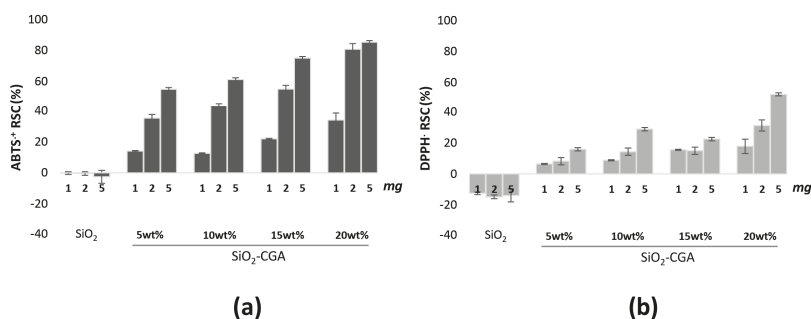 100
80
60
40
20
0
-20
-40
ABTS·+ RSC (%)
1 2 5 1 2 5 1 2 5 1 2 5 1 2 5 mg
SiO2 5wt% 10wt% 15wt% 20wt%
SiO2-CGA
(a)
100
80
60
40
20
0
-20
-40
DPPH· RSC (%)
1 2 5 1 2 5 1 2 5 1 2 5 1 2 5 mg
SiO2 5wt% 10wt% 15wt% 20wt%
SiO2-CGA
(b)